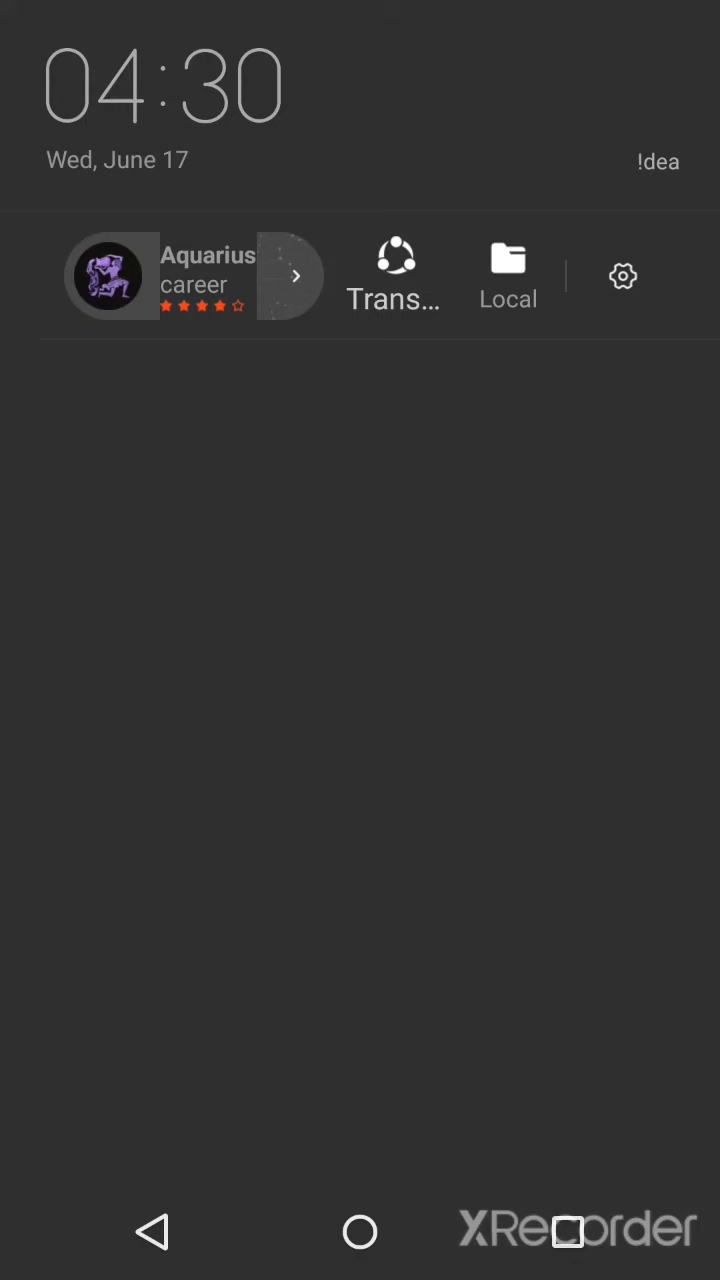 04:30
Wed, June 17
!dea
Aquarius
career
Trans...
Local
XRecorder